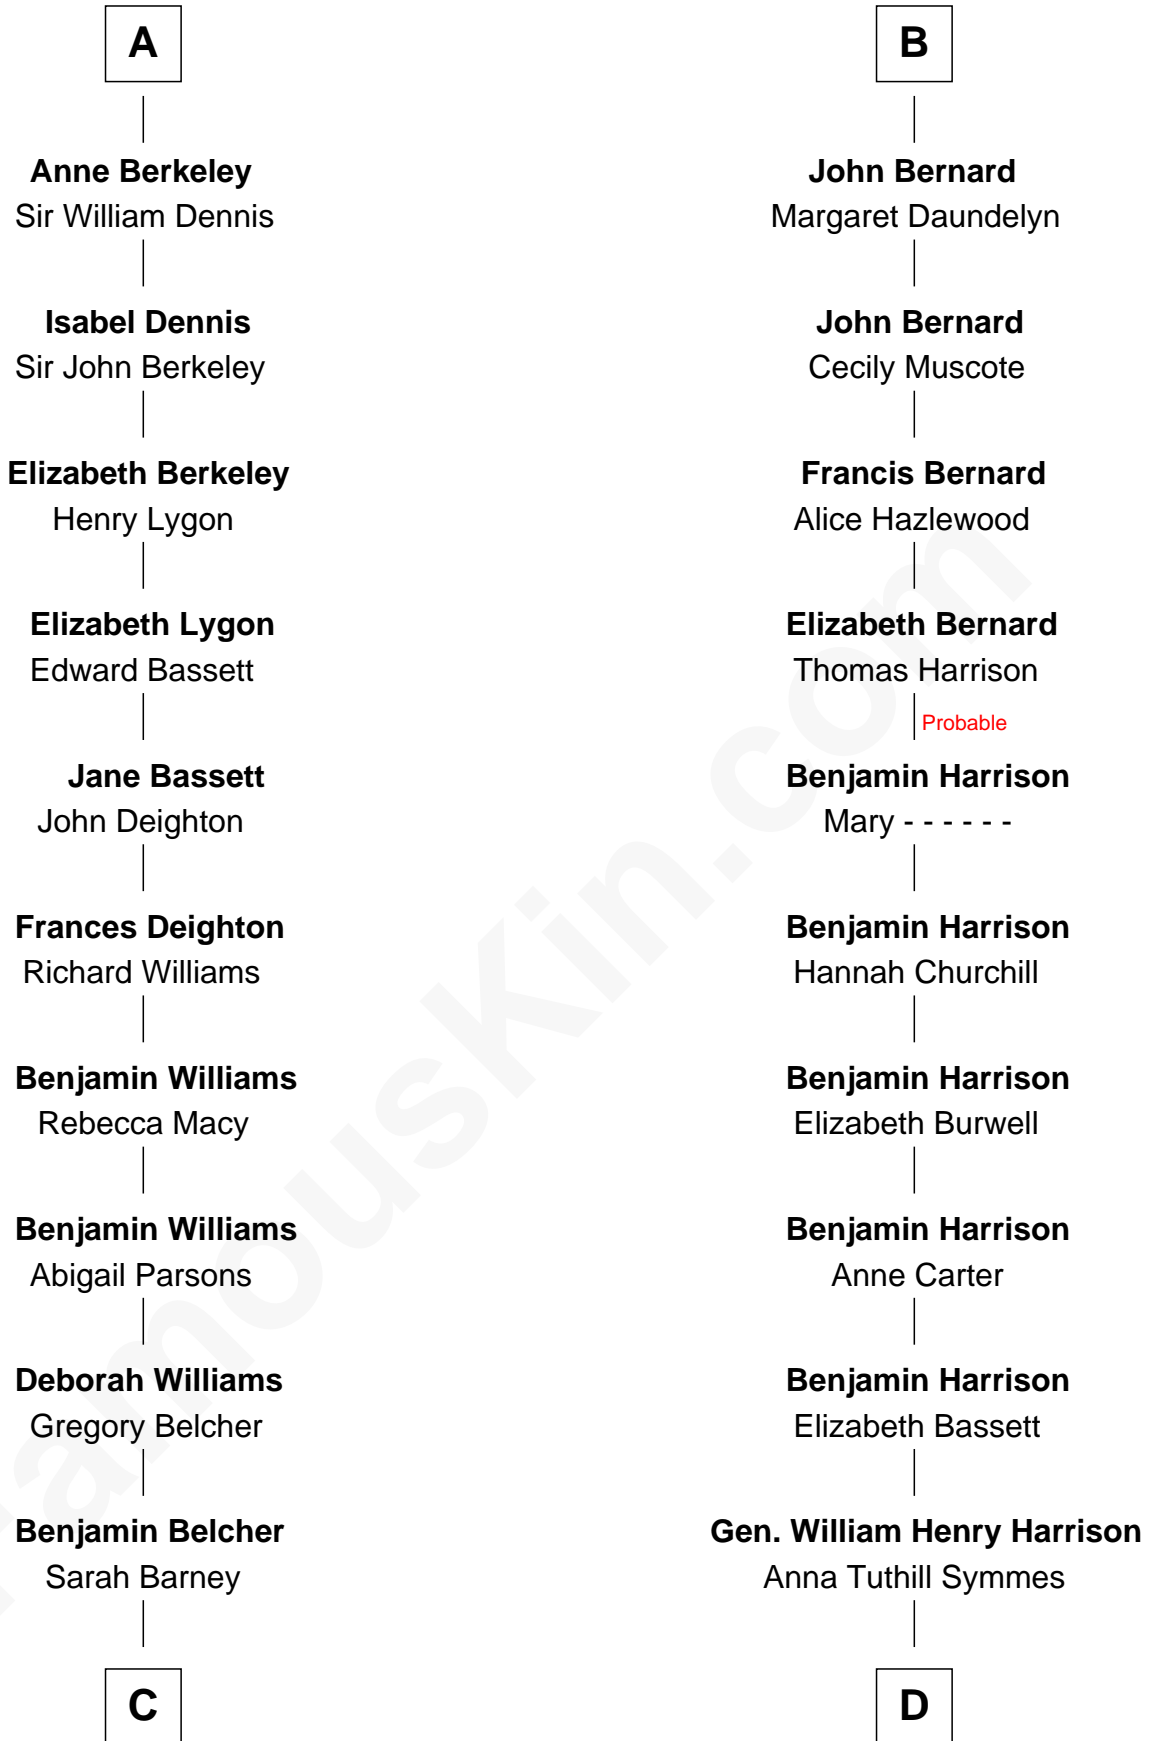 A
Anne Berkeley
Sir William Dennis
Isabel Dennis
Sir John Berkeley
Elizabeth Berkeley
Henry Lygon
Elizabeth Lygon
Edward Bassett
Jane Bassett
John Deighton
Frances Deighton
Richard Williams
Benjamin Williams
Rebecca Macy
Benjamin Williams
Abigail Parsons
Deborah Williams
Gregory Belcher
Benjamin Belcher
Sarah Barney
C
B
John Bernard
Margaret Daundelyn
John Bernard
Cecily Muscote
Francis Bernard
Alice Hazlewood
Elizabeth Bernard
Thomas Harrison
Probable
Benjamin Harrison
Mary - - - - - -
Benjamin Harrison
Hannah Churchill
Benjamin Harrison
Elizabeth Burwell
Benjamin Harrison
Anne Carter
Benjamin Harrison
Elizabeth Bassett
Gen. William Henry Harrison
Anna Tuthill Symmes
D
FamousKin.com